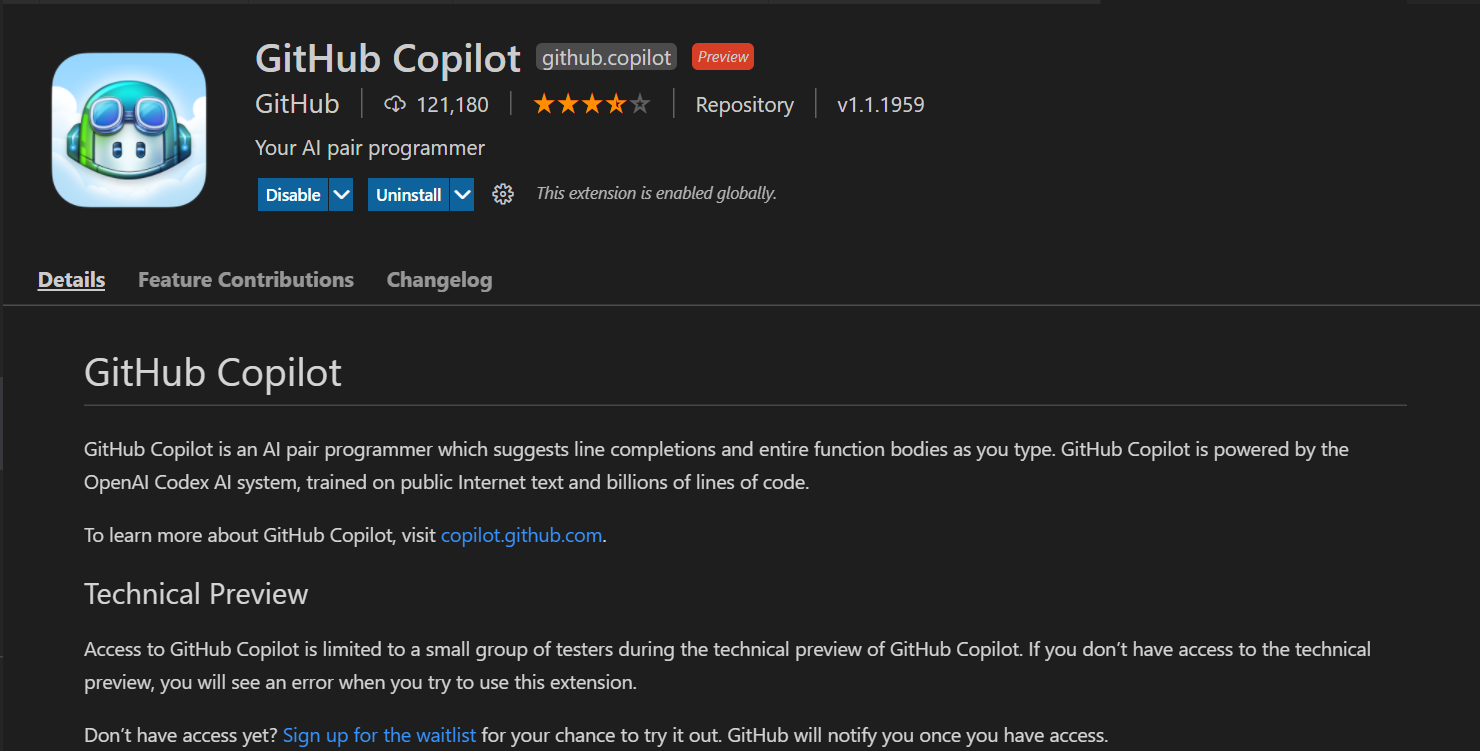 GitHub Copilot github.copilot Preview
GitHub 121,180 Repository v1.1.1959
Your AI pair programmer
Disable Uninstall This extension is enabled globally.
Details Feature Contributions Changelog
GitHub Copilot
GitHub Copilot is an AI pair programmer which suggests line completions and entire function bodies as you type. GitHub Copilot is powered by the
OpenAI Codex AI system, trained on public Internet text and billions of lines of code.
To learn more about GitHub Copilot, visit copilot.github.com.
Technical Preview
Access to GitHub Copilot is limited to a small group of testers during the technical preview of GitHub Copilot. If you don’t have access to the technical
preview, you will see an error when you try to use this extension.
Don’t have access yet? Sign up for the waitlist for your chance to try it out. GitHub will notify you once you have access.